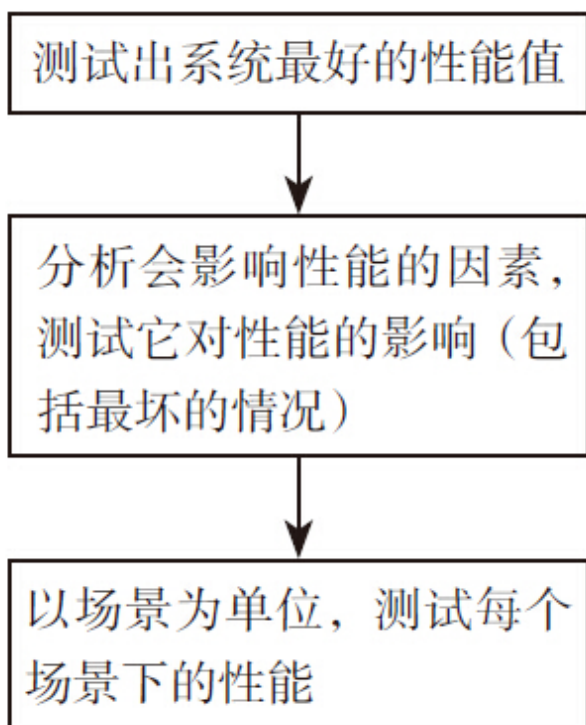 测试出系统最好的性能值
分析会影响性能的因素，
测试它对性能的影响（包
括最坏的情况）
以场景为单位，测试每个
场景下的性能